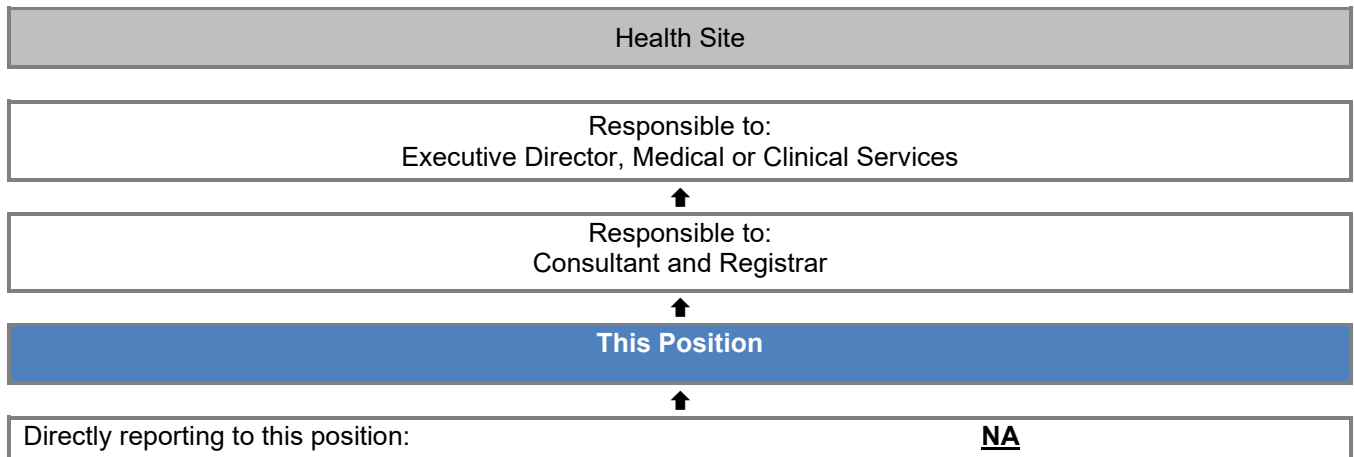 Health Site
Responsible to:
Executive Director, Medical or Clinical Services
Responsible to:
Consultant and Registrar
This Position
Directly reporting to this position: NA